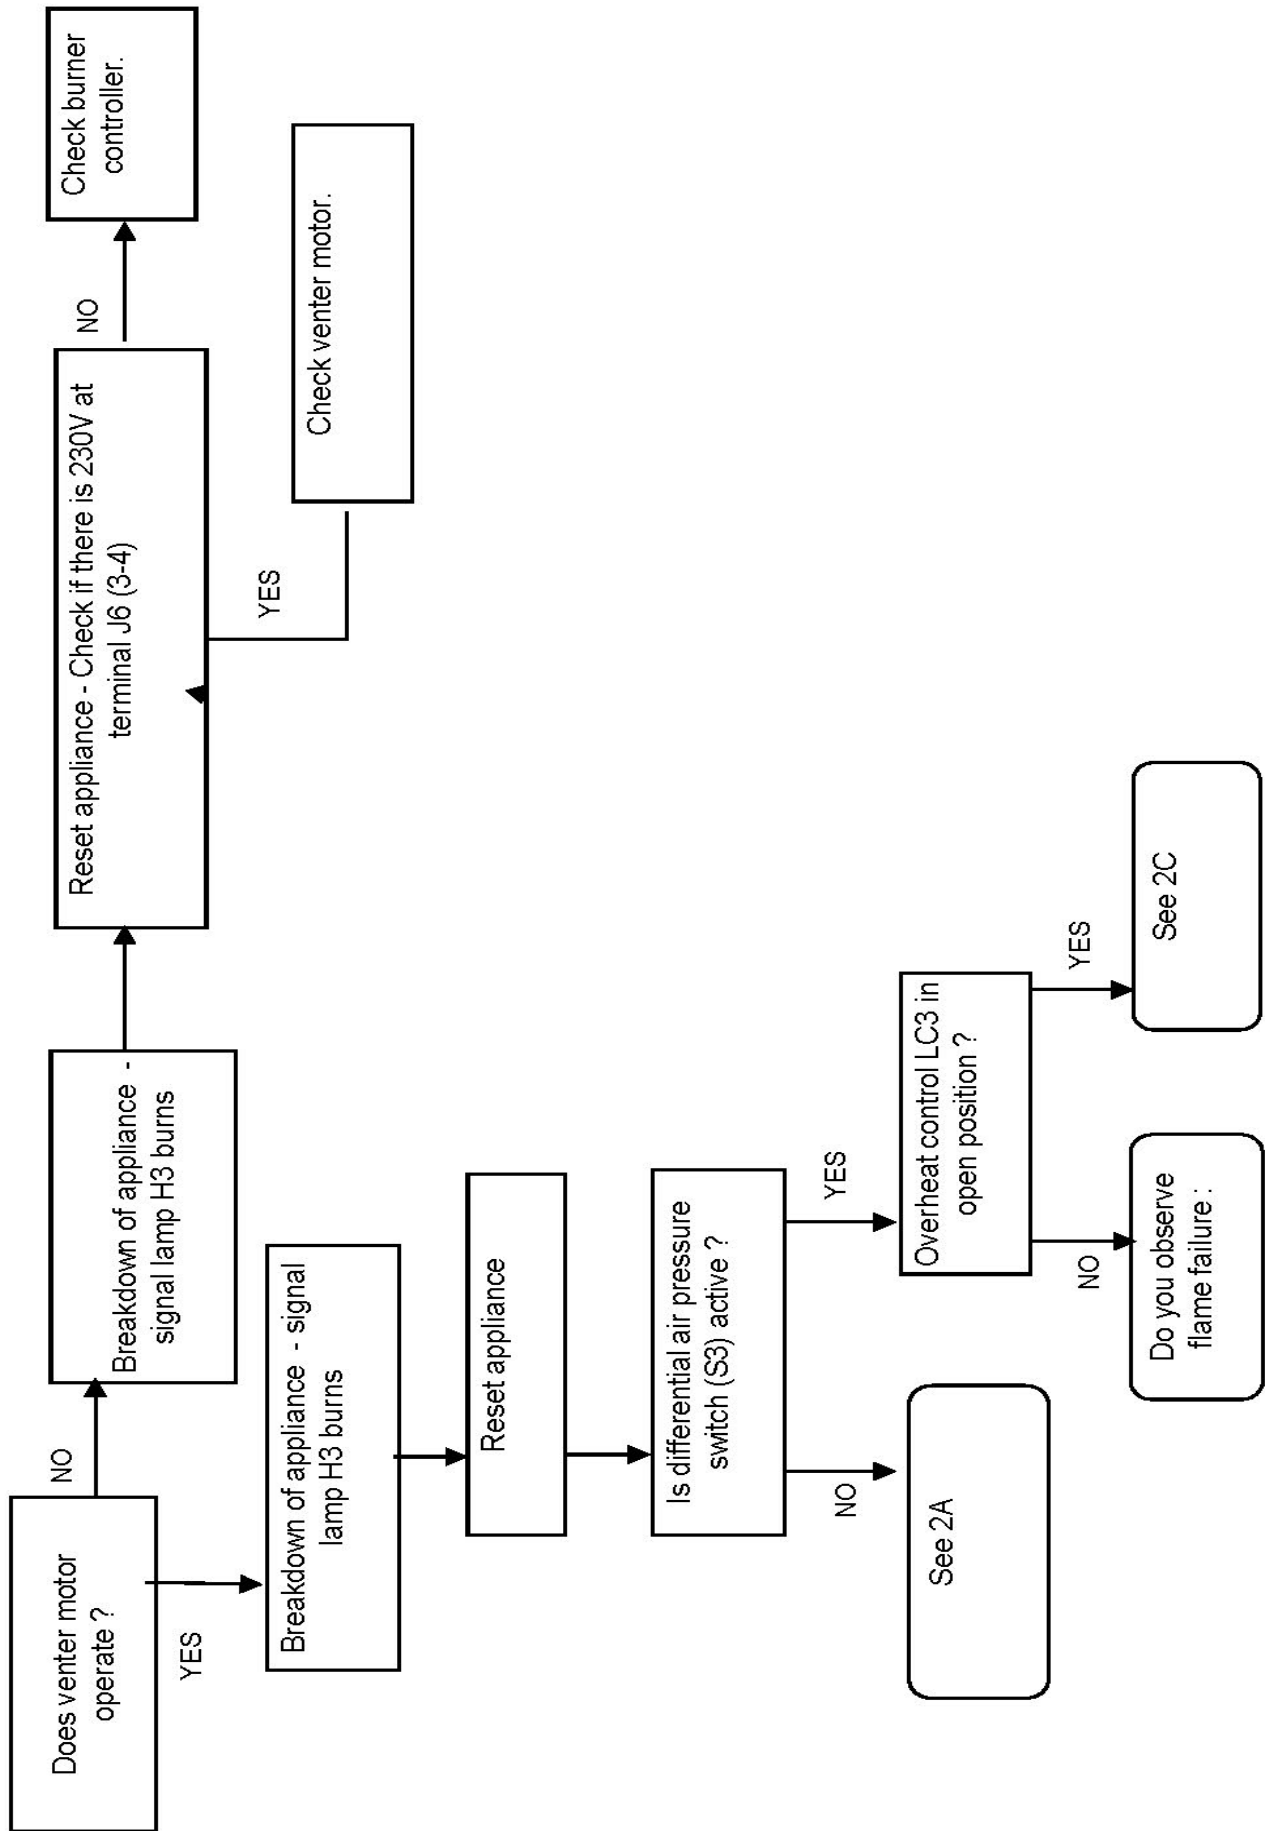 Does venter motor
operate ?
NO
Breakdown of appliance -
signal lamp H3 burns
Reset appliance - Check if there is 230V at
terminal J6 (3-4)
NO
Check burner
controller.
YES
Check venter motor.
YES
Breakdown of appliance - signal
lamp H3 burns
Reset appliance
Is differential air pressure
switch (S3) active ?
NO
See 2A
YES
Overheat control LC3 in
open position ?
NO
Do you observe
flame failure :
YES
See 2C